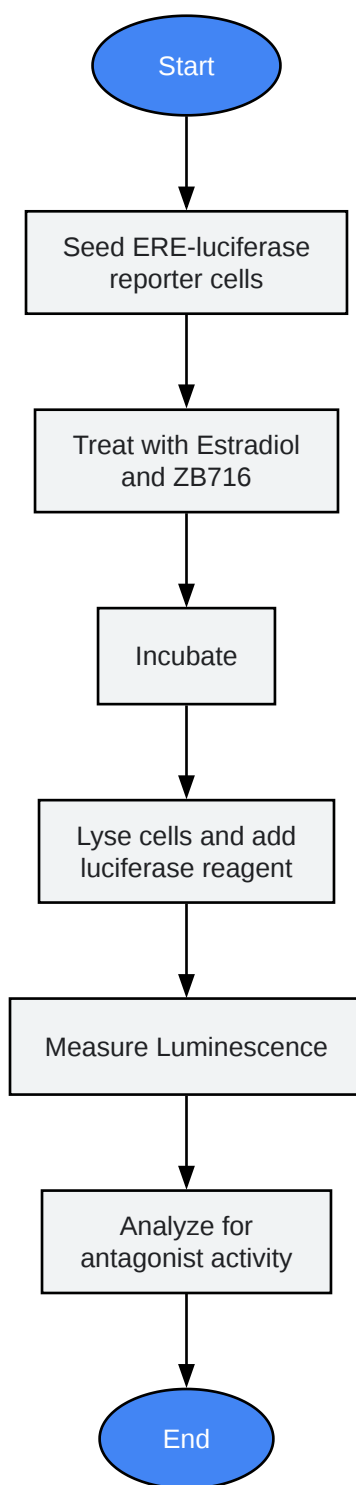 Start
Seed ERE-luciferase
reporter cells
Treat with Estradiol
and ZB716
Incubate
Lyse cells and add
luciferase reagent
Measure Luminescence
Analyze for
antagonist activity
End